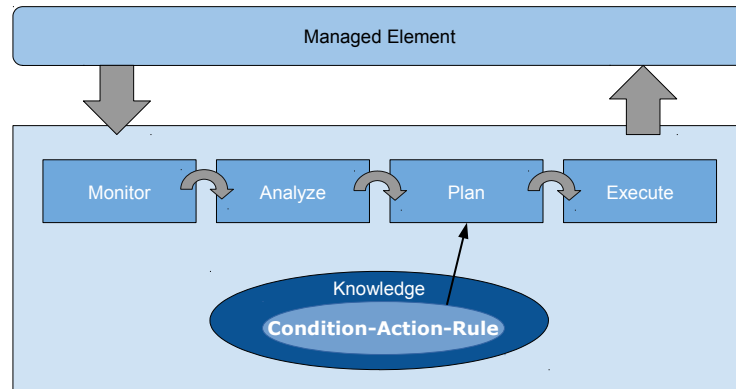 Managed Element
Monitor
Analyze
Plan
Execute
Knowledge
Condition-Action-Rule